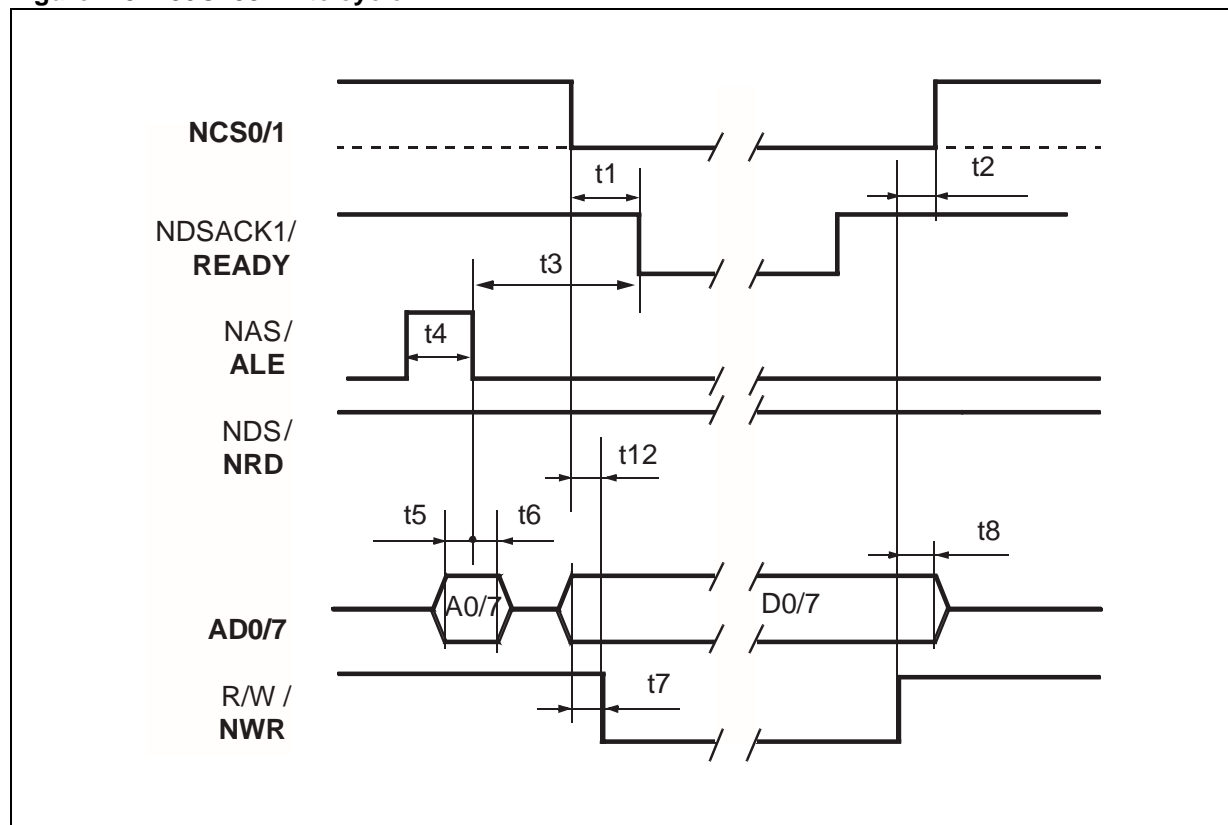 NCS0/1
t1
t2
NDSACK1/
READY
t3
NAS/
ALE
t4
NDS/
NRD
t12
t5
t6
t8
A0/7
D0/7
AD0/7
R/W /
NWR
t7